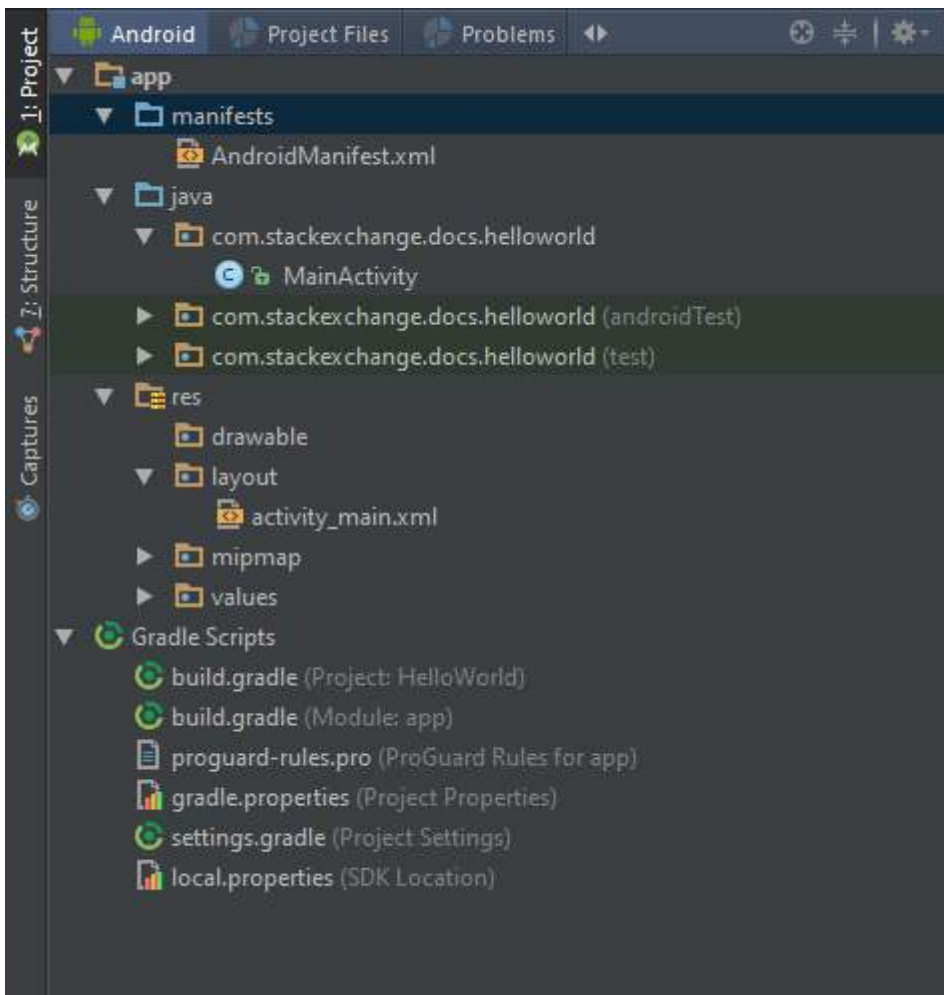 Android Project Files Problems
1: Project
7: Structure
Captures
app
manifests
AndroidManifest.xml
java
com.stackexchange.docs.helloworld
MainActivity
com.stackexchange.docs.helloworld (androidTest)
com.stackexchange.docs.helloworld (test)
res
drawable
layout
activity_main.xml
mipmap
values
Gradle Scripts
build.gradle (Project: HelloWorld)
build.gradle (Module: app)
proguard-rules.pro (ProGuard Rules for app)
gradle.properties (Project Properties)
settings.gradle (Project Settings)
local.properties (SDK Location)